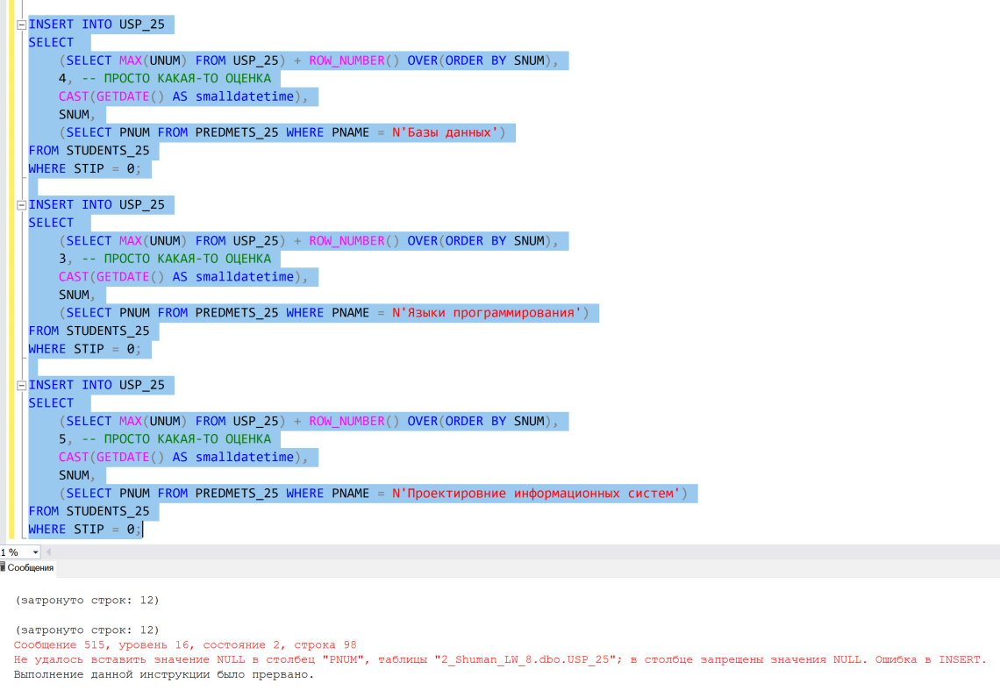 INSERT INTO USP_25
SELECT
(SELECT MAX(UNUM) FROM USP_25) + ROW_NUMBER() OVER(ORDER BY SNUM),
4, -- ПРОСТО КАКАЯ-ТО ОЦЕНКА
CAST(GETDATE() AS smalldatetime),
SNUM,
(SELECT PNUM FROM PREDMETS_25 WHERE PNAME = N'Базы данных')
FROM STUDENTS_25
WHERE STIP = 0;
INSERT INTO USP_25
SELECT
(SELECT MAX(UNUM) FROM USP_25) + ROW_NUMBER() OVER(ORDER BY SNUM),
3, -- ПРОСТО КАКАЯ-ТО ОЦЕНКА
CAST(GETDATE() AS smalldatetime),
SNUM,
(SELECT PNUM FROM PREDMETS_25 WHERE PNAME = N'Языки программирования')
FROM STUDENTS_25
WHERE STIP = 0;
INSERT INTO USP_25
SELECT
(SELECT MAX(UNUM) FROM USP_25) + ROW_NUMBER() OVER(ORDER BY SNUM),
5, -- ПРОСТО КАКАЯ-ТО ОЦЕНКА
CAST(GETDATE() AS smalldatetime),
SNUM,
(SELECT PNUM FROM PREDMETS_25 WHERE PNAME = N'Проектировние информационных систем')
FROM STUDENTS_25
WHERE STIP = 0;
1 %
Сообщения
(затронуто строк: 12)
(затронуто строк: 12)
Сообщение 515, уровень 16, состояние 2, строка 98
Не удалось вставить значение NULL в столбец "PNUM", таблицы "2_Shuman_LW_8.dbo.USP_25"; в столбце запрещены значения NULL. Ошибка в INSERT.
Выполнение данной инструкции было прервано.